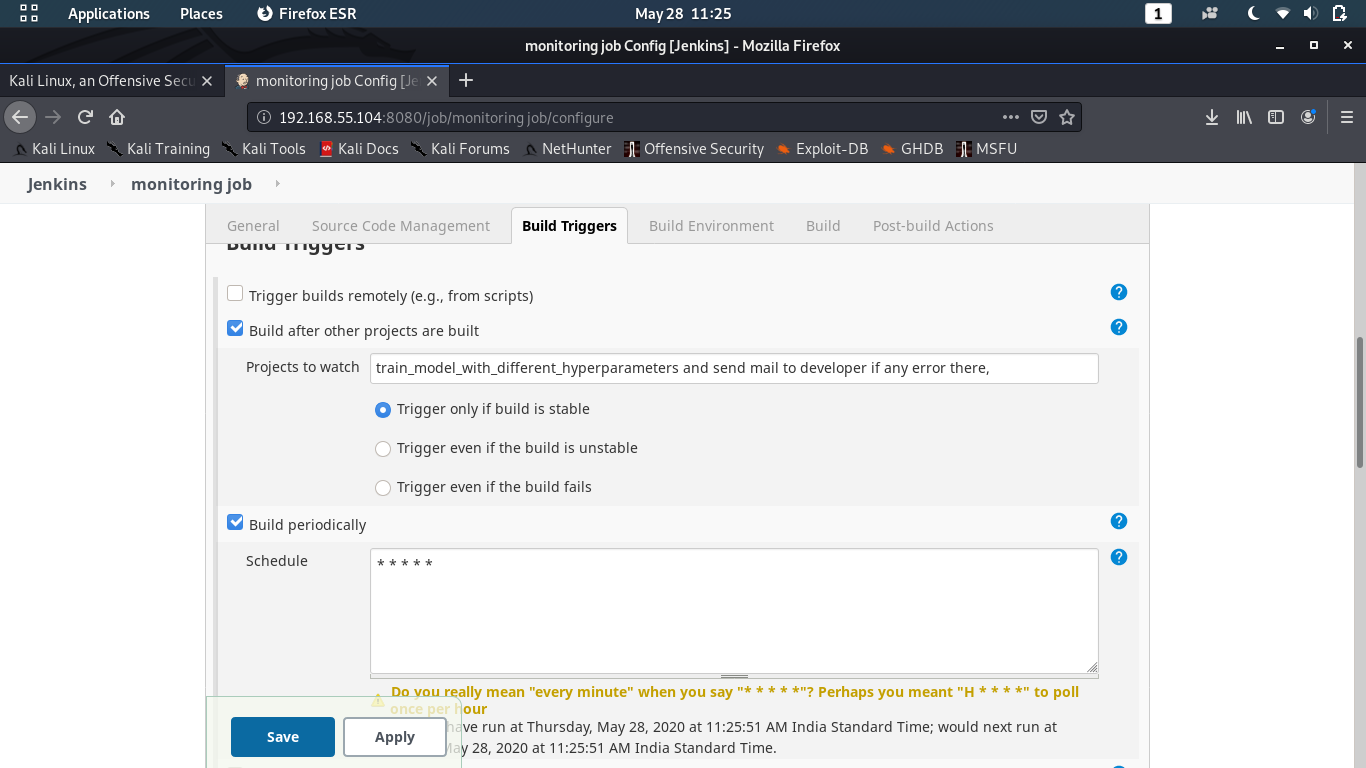 Applications Places Firefox ESR May 28 11:25 1
monitoring job Config [Jenkins] - Mozilla Firefox
Kali Linux, an Offensive Secu monitoring job Config [Je
192.168.55.104:8080/job/monitoring job/configure
Kali Linux Kali Training Kali Tools Kali Docs Kali Forums NetHunter Offensive Security Exploit-DB GHDB MSFU
Jenkins monitoring job
General Source Code Management Build Triggers Build Environment Build Post-build Actions
Build Triggers
Trigger builds remotely (e.g., from scripts)
Build after other projects are built
Projects to watch train_model_with_different_hyperparameters and send mail to developer if any error there,
Trigger only if build is stable
Trigger even if the build is unstable
Trigger even if the build fails
Build periodically
Schedule * * * * *
Do you really mean "every minute" when you say "* * * * *"? Perhaps you meant "H * * * *" to poll
once per hour
have run at Thursday, May 28, 2020 at 11:25:51 AM India Standard Time; would next run at
May 28, 2020 at 11:25:51 AM India Standard Time.
Save Apply